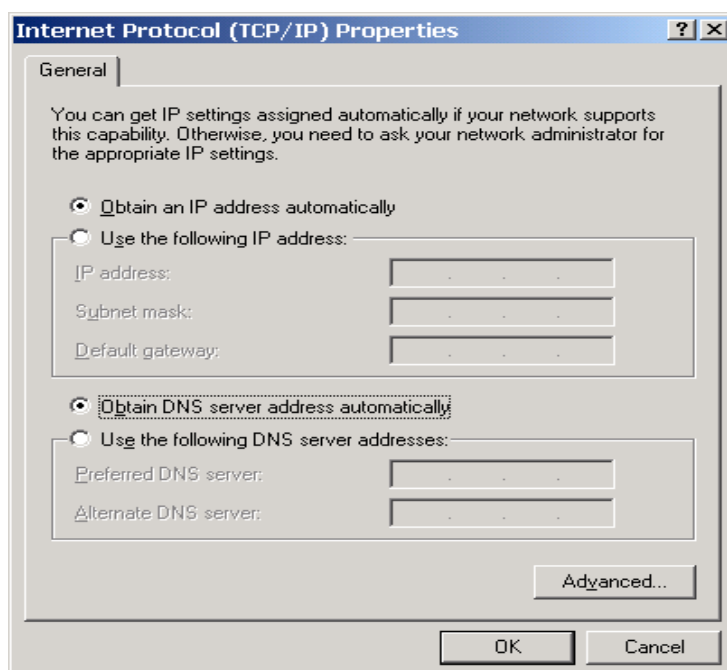 Internet Protocol (TCP/IP) Properties
General
You can get IP settings assigned automatically if your network supports
this capability. Otherwise, you need to ask your network administrator for
the appropriate IP settings.
Obtain an IP address automatically
Use the following IP address:
IP address:
Subnet mask:
Default gateway:
Obtain DNS server address automatically
Use the following DNS server addresses:
Preferred DNS server:
Alternate DNS server:
Advanced...
OK Cancel